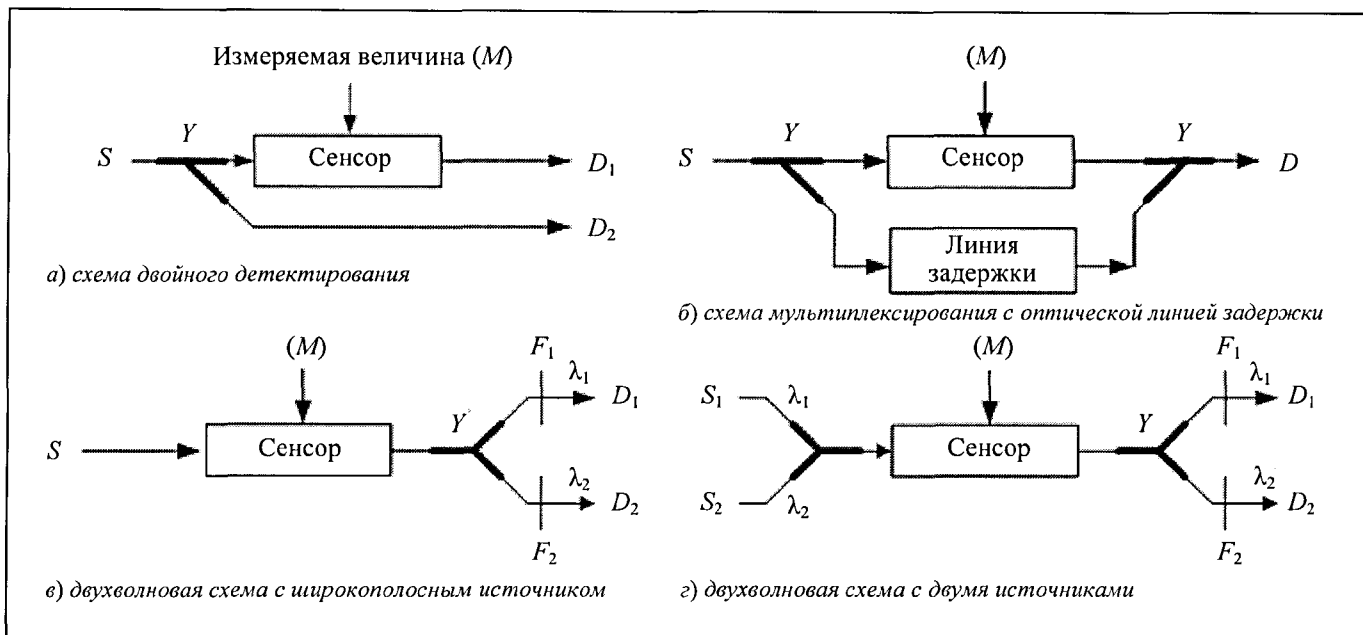 Измеряемая величина (M)
S
Y
Сенсор
D₁
D₂
а) схема двойного детектирования
(M)
S
Y
Сенсор
Y
D
Линия
задержки
б) схема мультиплексирования с оптической линией задержки
(M)
S
Сенсор
Y
F₁
λ₁
D₁
λ₂
D₂
F₂
в) двухволновая схема с широкополосным источником
(M)
S₁
λ₁
S₂
λ₂
Сенсор
Y
F₁
λ₁
D₁
λ₂
D₂
F₂
г) двухволновая схема с двумя источниками